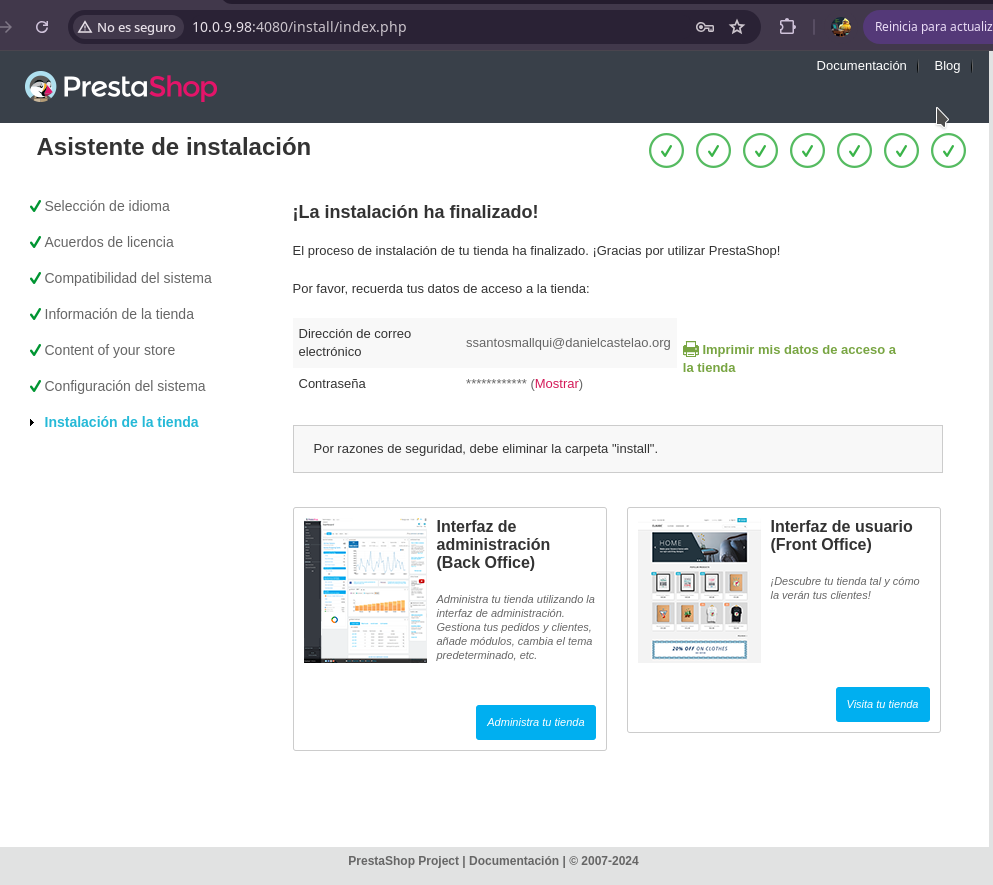 No es seguro 10.0.9.98:4080/install/index.php Reinicia para actualiz
Documentación Blog
PrestaShop
Asistente de instalación
Selección de idioma
Acuerdos de licencia
Compatibilidad del sistema
Información de la tienda
Content of your store
Configuración del sistema
Instalación de la tienda
¡La instalación ha finalizado!
El proceso de instalación de tu tienda ha finalizado. ¡Gracias por utilizar PrestaShop!
Por favor, recuerda tus datos de acceso a la tienda:
Dirección de correo
electrónico
ssantosmallqui@danielcastelao.org
Contraseña
************ (Mostrar)
Imprimir mis datos de acceso a
la tienda
Por razones de seguridad, debe eliminar la carpeta "install".
Interfaz de
administración
(Back Office)
Administra tu tienda utilizando la
interfaz de administración.
Gestiona tus pedidos y clientes,
añade módulos, cambia el tema
predeterminado, etc.
Administra tu tienda
HOME
20% OFF ON CLOTHES
Interfaz de usuario
(Front Office)
¡Descubre tu tienda tal y cómo
la verán tus clientes!
Visita tu tienda
PrestaShop Project | Documentación | © 2007-2024